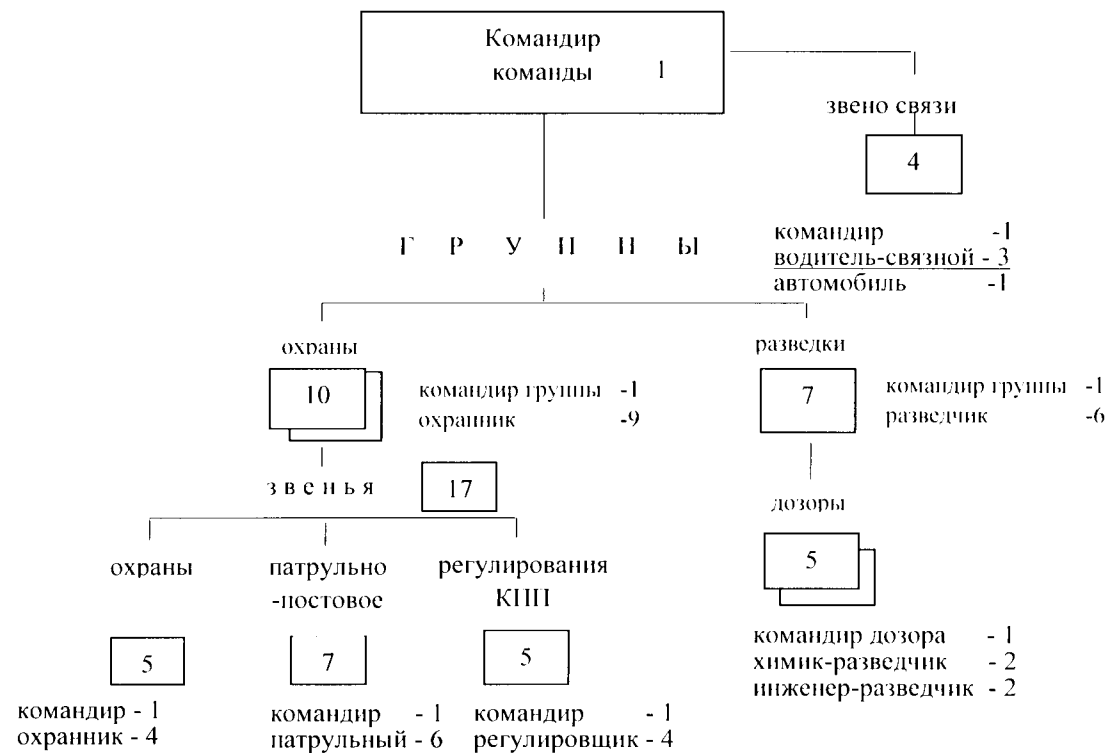 Командир
команды 1
звено связи
4
командир -1
водитель-связной - 3
автомобиль -1
Г Р У П П Ы
охраны
10
командир группы -1
охранник -9
разведки
7
командир группы -1
разведчик -6
звенья
17
дозоры
5
командир дозора - 1
химик-разведчик - 2
инженер-разведчик - 2
охраны
5
командир - 1
охранник - 4
патрульно
-постовое
7
командир - 1
патрульный - 6
регулирования
КПП
5
командир - 1
регулировщик - 4